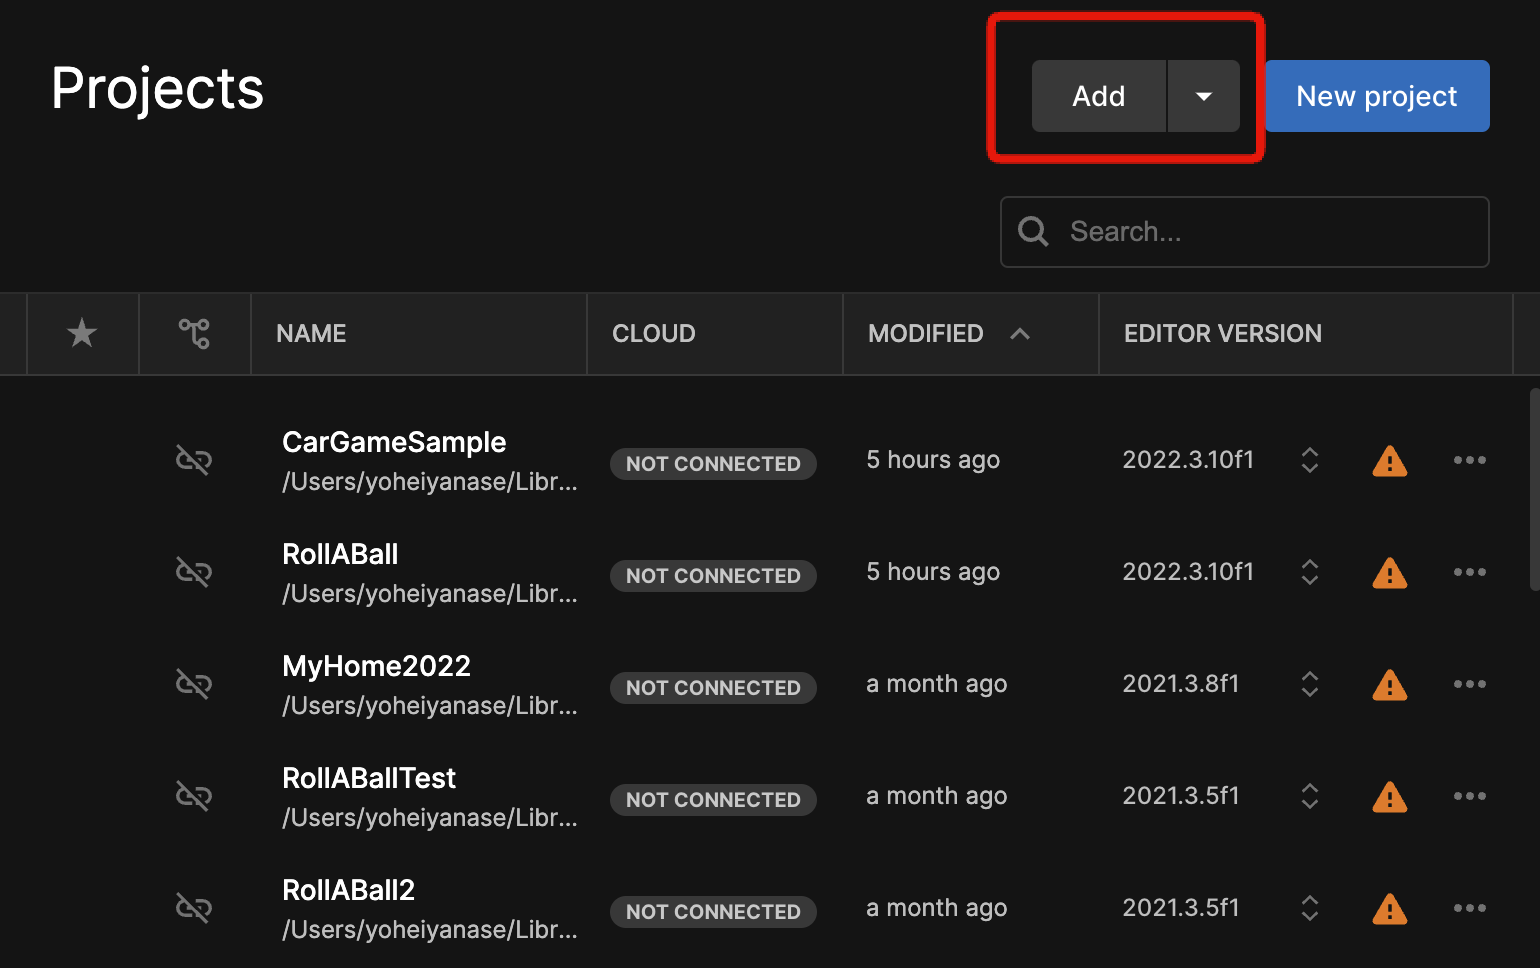 Projects
Add
New project
Search...
NAME
CLOUD
MODIFIED
EDITOR VERSION
CarGameSample
/Users/yoheiyanase/Libr...
NOT CONNECTED
5 hours ago
2022.3.10f1
RollABall
/Users/yoheiyanase/Libr...
NOT CONNECTED
5 hours ago
2022.3.10f1
MyHome2022
/Users/yoheiyanase/Libr...
NOT CONNECTED
a month ago
2021.3.8f1
RollABallTest
/Users/yoheiyanase/Libr...
NOT CONNECTED
a month ago
2021.3.5f1
RollABall2
/Users/yoheiyanase/Libr...
NOT CONNECTED
a month ago
2021.3.5f1